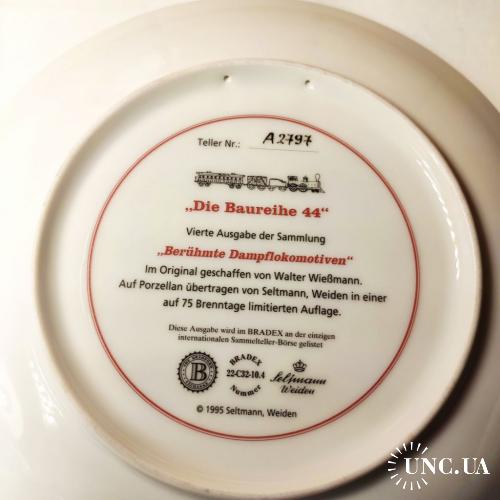 Teller Nr.: A2797
„Die Baureihe 44“
Vierte Ausgabe der Sammlung
„Berühmte Dampflokomotiven“
Im Original geschaffen von Walter Wießmann.
Auf Porzellan übertragen von Seltmann, Weiden in einer
auf 75 Brenntage limitierten Auflage.
Diese Ausgabe wird im BRADEX an der einzigen
internationalen Sammelteller-Börse gelistet
B
BRADEX
22-C32-10.4
Nummer
Seltmann
Weiden
© 1995 Seltmann, Weiden
UNC.UA